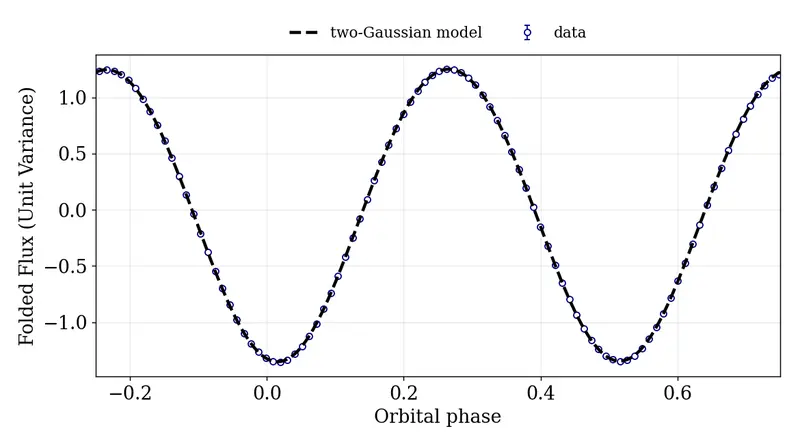 two-Gaussian model
data
Folded Flux (Unit Variance)
1.0
0.5
0.0
−0.5
−1.0
−0.2
0.0
0.2
0.4
0.6
Orbital phase